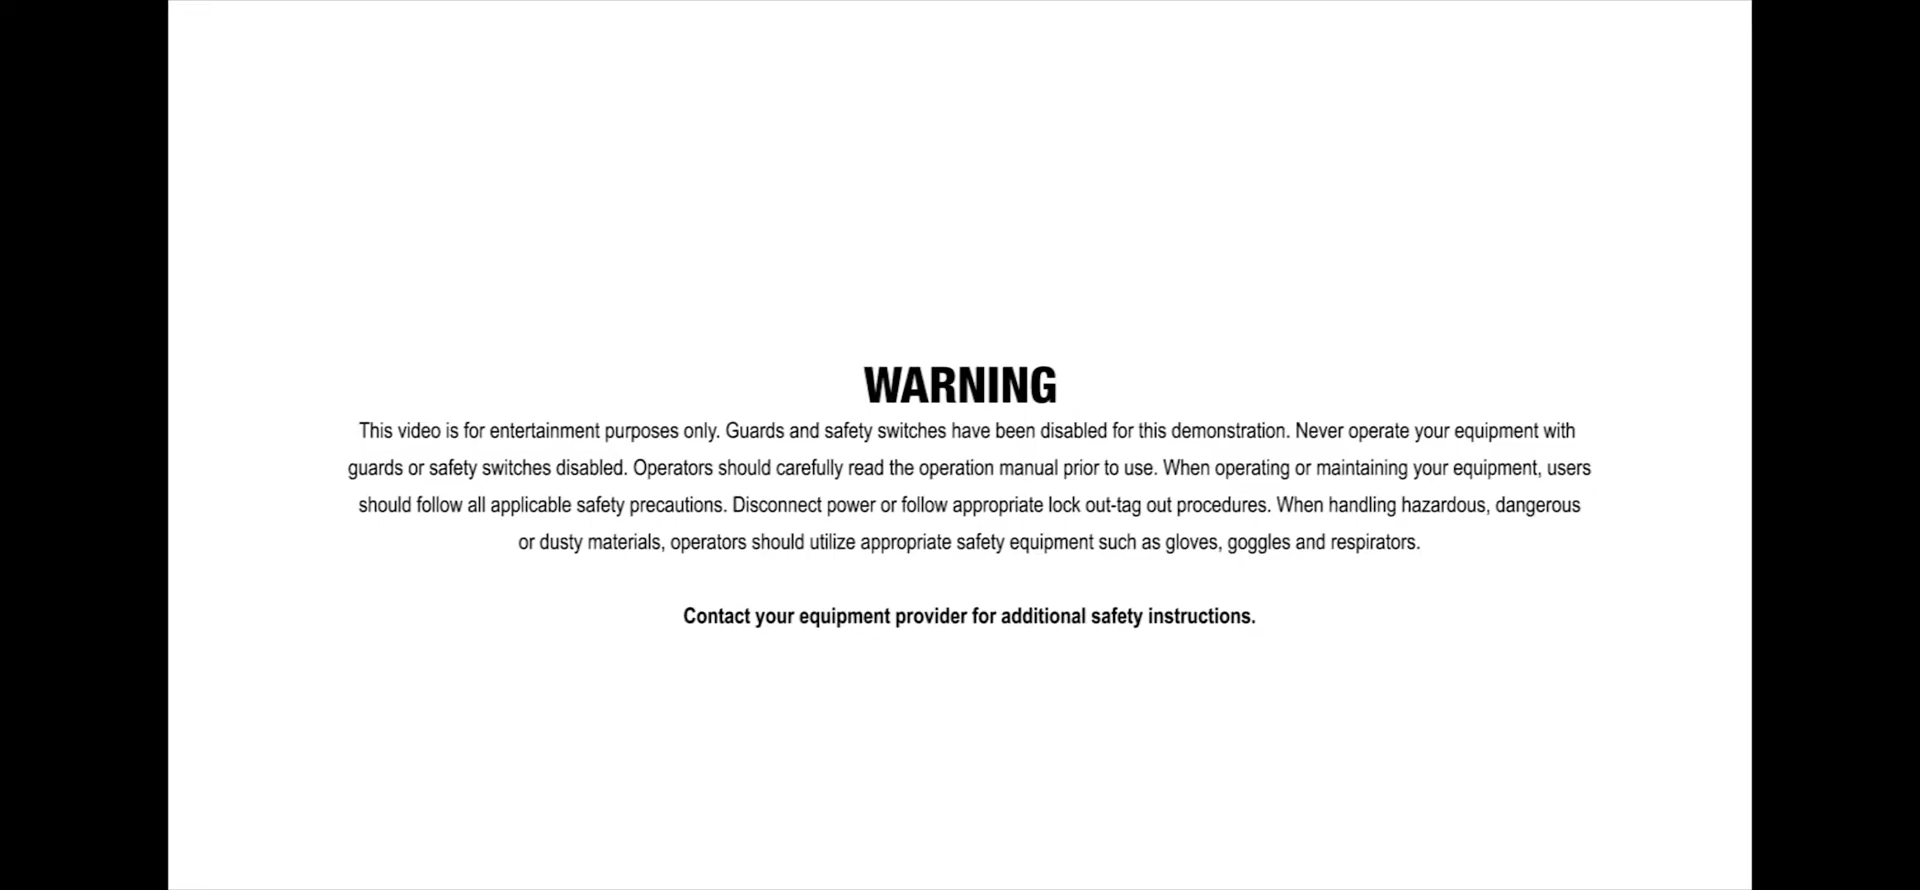 WARNING
This video is for entertainment purposes only. Guards and safety switches have been disabled for this demonstration. Never operate your equipment with
guards or safety switches disabled. Operators should carefully read the operation manual prior to use. When operating or maintaining your equipment, users
should follow all applicable safety precautions. Disconnect power or follow appropriate lock out-tag out procedures. When handling hazardous, dangerous
or dusty materials, operators should utilize appropriate safety equipment such as gloves, goggles and respirators.
Contact your equipment provider for additional safety instructions.